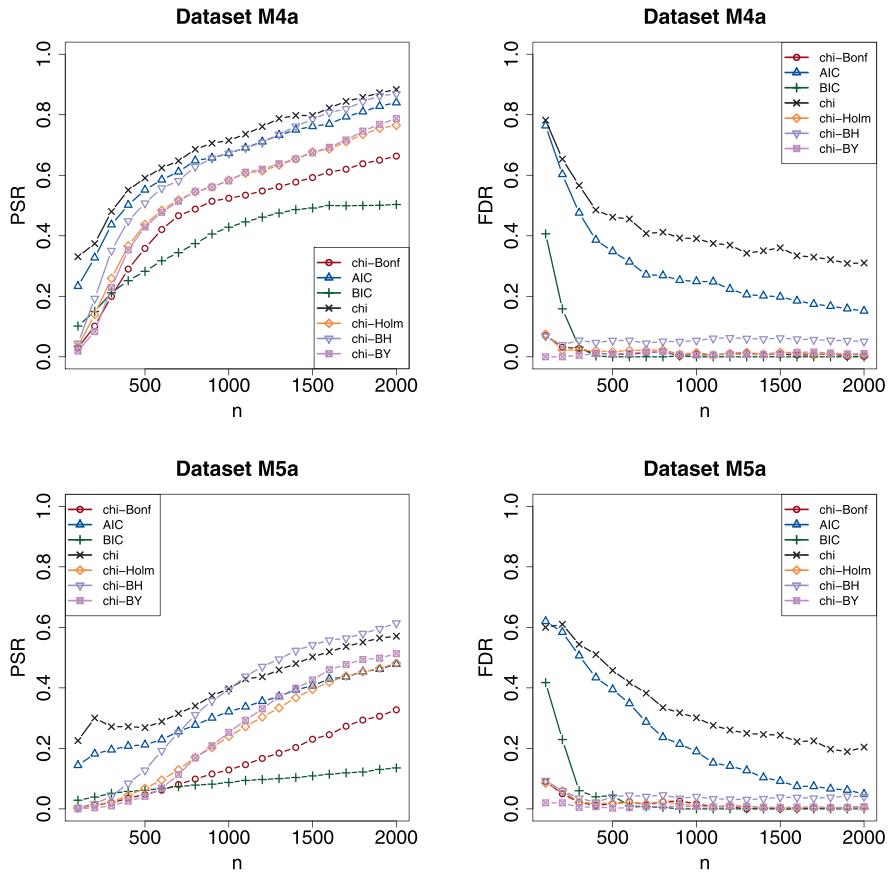 Dataset M4a
PSR
1.0
0.8
0.6
0.4
0.2
0.0
chi-Bonf
AIC
BIC
chi
chi-Holm
chi-BH
chi-BY
500 1000 1500 2000
n
Dataset M4a
FDR
1.0
0.8
0.6
0.4
0.2
0.0
chi-Bonf
AIC
BIC
chi
chi-Holm
chi-BH
chi-BY
500 1000 1500 2000
n
Dataset M5a
PSR
1.0
0.8
0.6
0.4
0.2
0.0
chi-Bonf
AIC
BIC
chi
chi-Holm
chi-BH
chi-BY
500 1000 1500 2000
n
Dataset M5a
FDR
1.0
0.8
0.6
0.4
0.2
0.0
chi-Bonf
AIC
BIC
chi
chi-Holm
chi-BH
chi-BY
500 1000 1500 2000
n